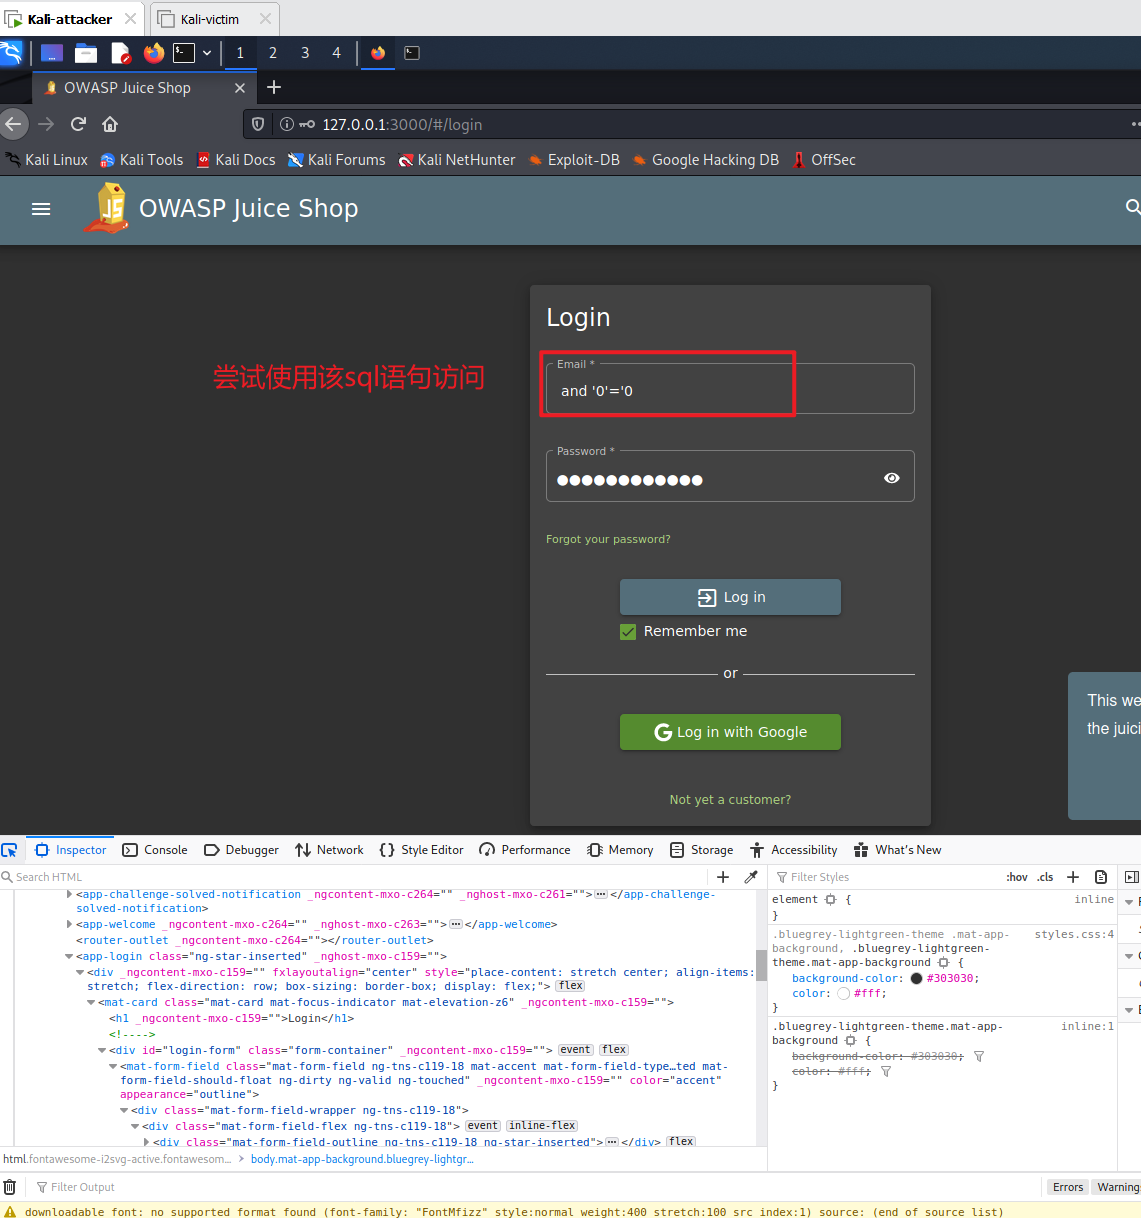 Kali-attacker
Kali-victim
1 2 3 4
OWASP Juice Shop
127.0.0.1:3000/#/login
Kali Linux Kali Tools Kali Docs Kali Forums Kali NetHunter Exploit-DB Google Hacking DB OffSec
OWASP Juice Shop
Login
尝试使用该sql语句访问
Email *
and '0'='0
Password *
Forgot your password?
Log in
Remember me
or
Log in with Google
Not yet a customer?
This we
the juici
Inspector Console Debugger Network Style Editor Performance Memory Storage Accessibility What's New
Search HTML
<app-challenge-solved-notification _ngcontent-mxo-c264="" _nghost-mxo-c261=""></app-challenge-
solved-notification>
<app-welcome _ngcontent-mxo-c264="" _nghost-mxo-c263=""></app-welcome>
<router-outlet _ngcontent-mxo-c264=""></router-outlet>
<app-login class="ng-star-inserted" _nghost-mxo-c159="">
<div _ngcontent-mxo-c159="" fxlayoutalign="center" style="place-content: stretch center; align-items:
stretch; flex-direction: row; box-sizing: border-box; display: flex;"> flex
<mat-card class="mat-card mat-focus-indicator mat-elevation-z6" _ngcontent-mxo-c159="">
<h1 _ngcontent-mxo-c159="">Login</h1>
<!---->
<div id="login-form" class="form-container" _ngcontent-mxo-c159=""> event flex
<mat-form-field class="mat-form-field ng-tns-c119-18 mat-accent mat-form-field-type…ted mat-
form-field-should-float ng-dirty ng-valid ng-touched" _ngcontent-mxo-c159="" color="accent"
appearance="outline">
<div class="mat-form-field-wrapper ng-tns-c119-18">
<div class="mat-form-field-flex ng-tns-c119-18"> event inline-flex
<div class="mat-form-field-outline ng-tns-c119-18 ng-star-inserted"></div> flex
html.fontawesome-i2svg-active.fontawesom… > body.mat-app-background.bluegrey-lightgr…
Filter Styles :hov .cls
element { inline
}
.bluegrey-lightgreen-theme .mat-app- styles.css:4
background, .bluegrey-lightgreen-
theme.mat-app-background {
background-color: #303030;
color: #fff;
}
.bluegrey-lightgreen-theme.mat-app- inline:1
background {
background-color: #303030;
color: #fff;
}
Filter Output
Errors Warning
downloadable font: no supported format found (font-family: "FontMfizz" style:normal weight:400 stretch:100 src index:1) source: (end of source list)